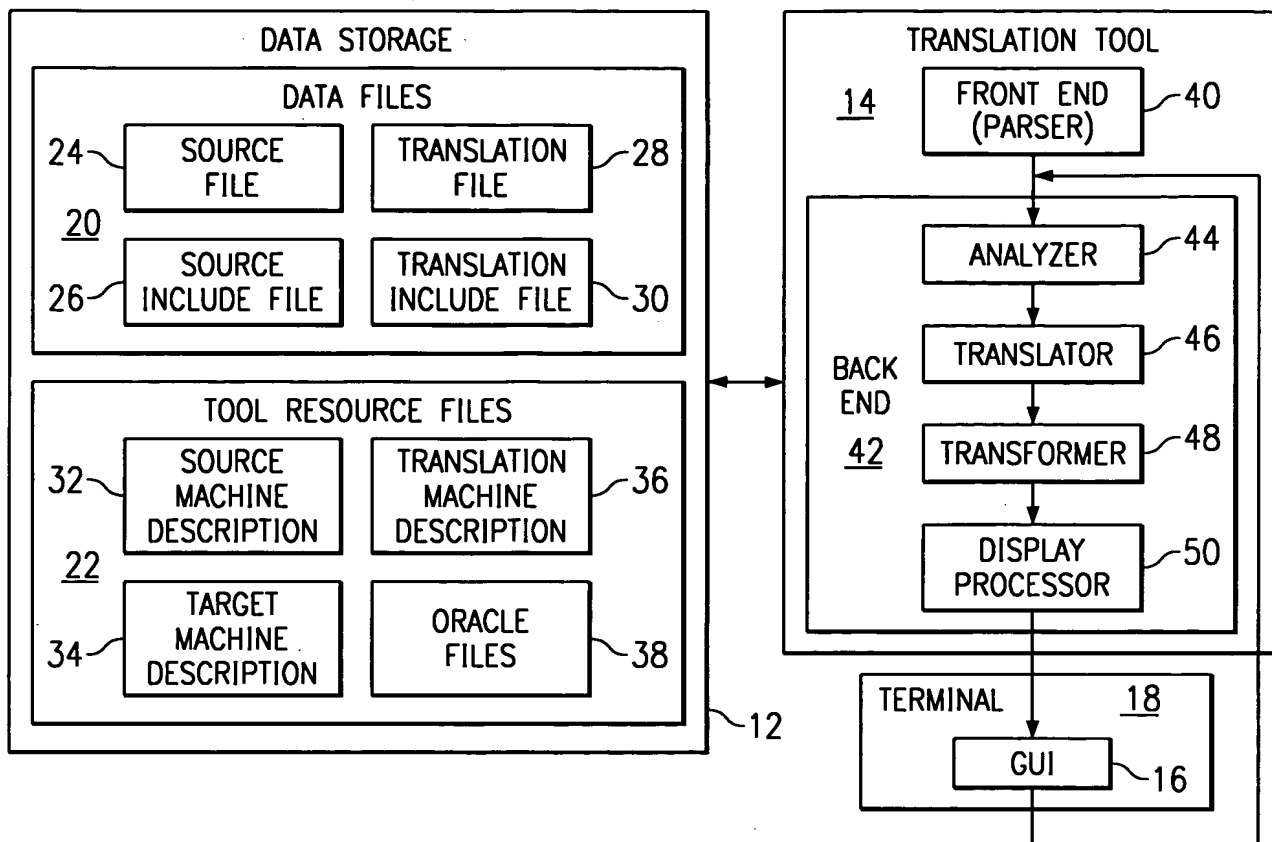 DATA STORAGE
DATA FILES
24
SOURCE
FILE
TRANSLATION
FILE
28
20
26
SOURCE
INCLUDE FILE
TRANSLATION
INCLUDE FILE
30
TOOL RESOURCE FILES
32
SOURCE
MACHINE
DESCRIPTION
TRANSLATION
MACHINE
DESCRIPTION
36
22
34
TARGET
MACHINE
DESCRIPTION
ORACLE
FILES
38
12
TRANSLATION TOOL
14
FRONT END
(PARSER)
40
ANALYZER
44
TRANSLATOR
46
BACK
END
42
TRANSFORMER
48
DISPLAY
PROCESSOR
50
TERMINAL
18
GUI
16